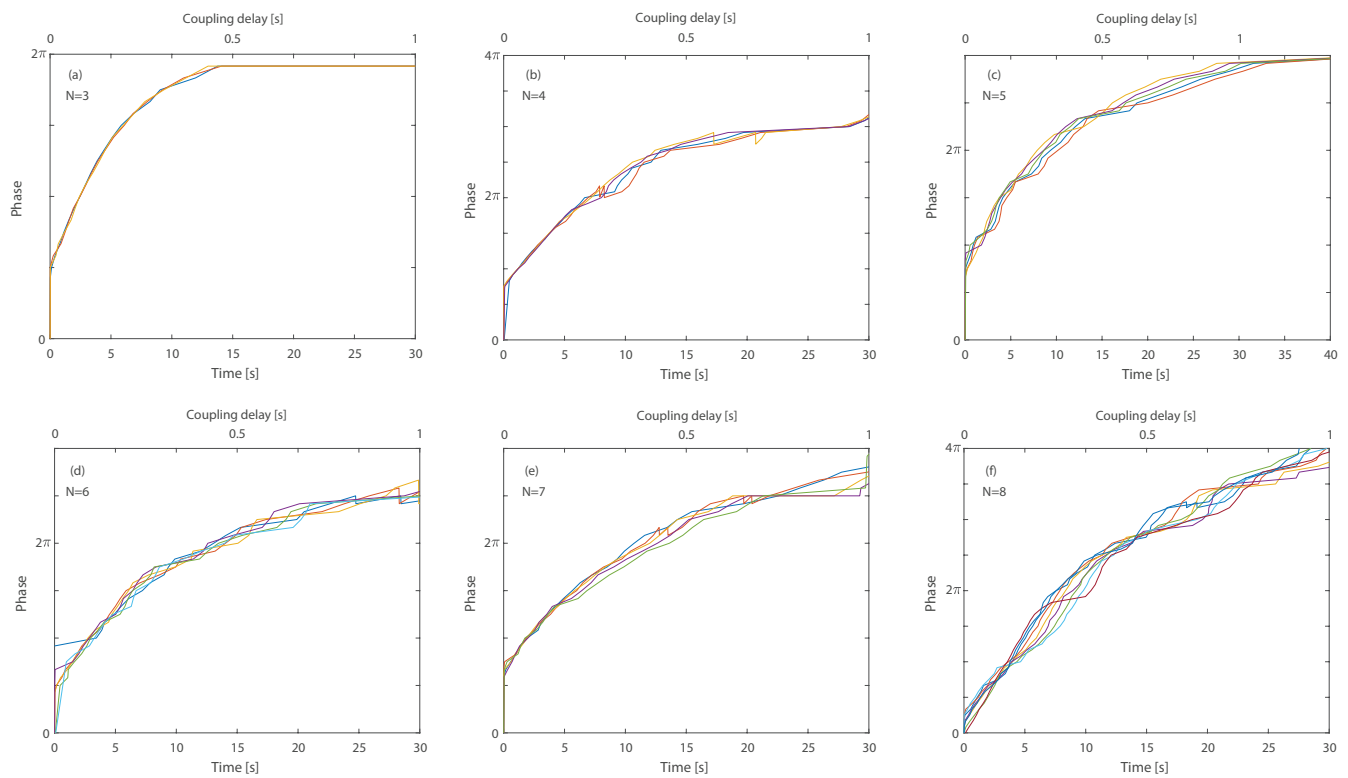 Coupling delay [s]
0 0.5 1
2π
(a)
N=3
Phase
0
0 5 10 15 20 25 30
Time [s]
Coupling delay [s]
0 0.5 1
4π
(b)
N=4
2π
Phase
0
0 5 10 15 20 25 30
Time [s]
Coupling delay [s]
0 0.5 1
(c)
N=5
2π
Phase
0
0 5 10 15 20 25 30 35 40
Time [s]
Coupling delay [s]
0 0.5 1
(d)
N=6
2π
Phase
0
0 5 10 15 20 25 30
Time [s]
Coupling delay [s]
0 0.5 1
(e)
N=7
2π
Phase
0
0 5 10 15 20 25 30
Time [s]
Coupling delay [s]
0 0.5 1
4π
(f)
N=8
2π
Phase
0
0 5 10 15 20 25 30
Time [s]